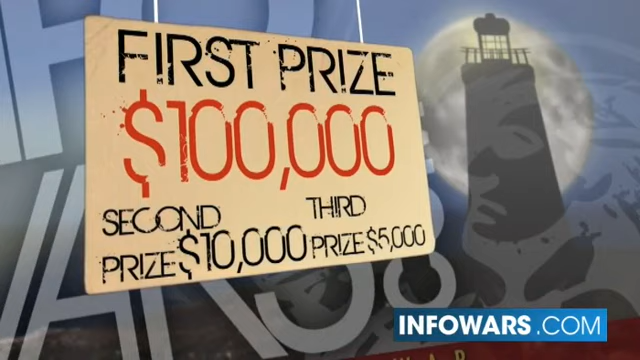 FIRST PRIZE
$100,000
SECOND THIRD
PRIZE $10,000 PRIZE $5,000
INFOWARS.COM